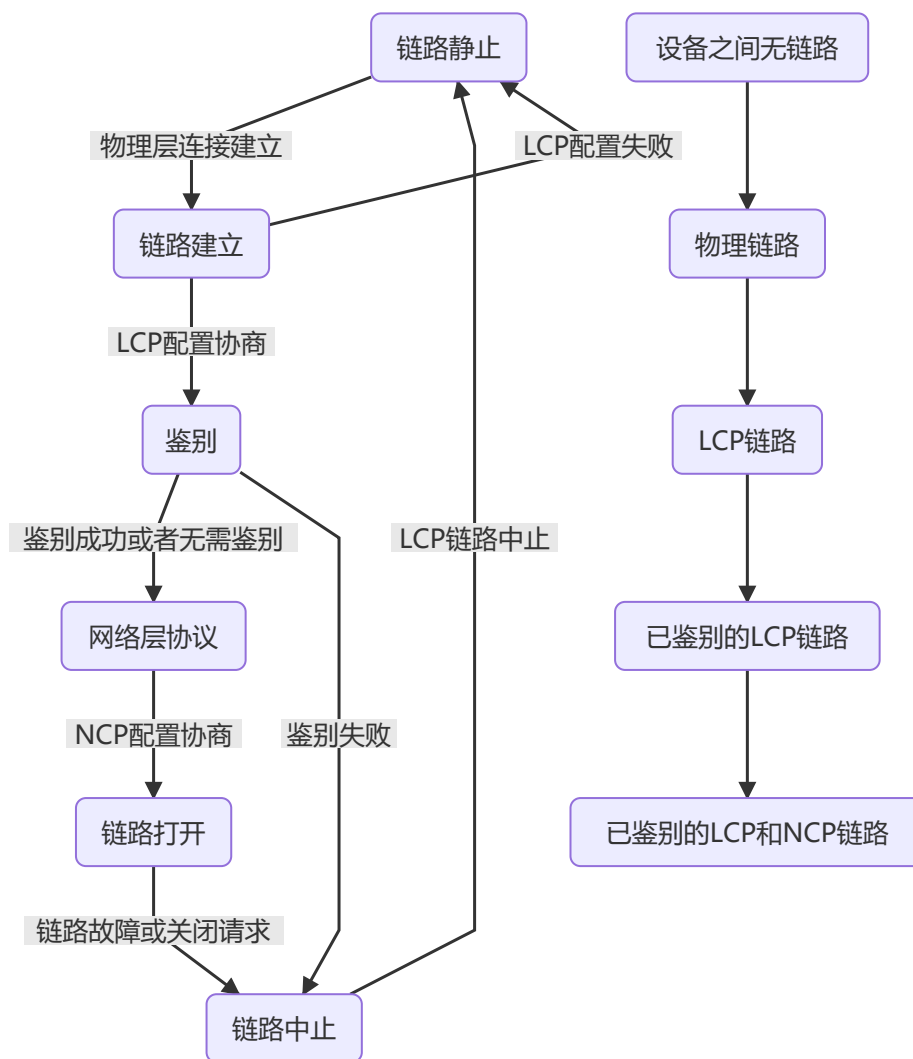 链路静止
设备之间无链路
物理层连接建立
LCP配置失败
链路建立
物理链路
LCP配置协商
鉴别
LCP链路
鉴别成功或者无需鉴别
LCP链路中止
网络层协议
已鉴别的LCP链路
NCP配置协商
鉴别失败
链路打开
已鉴别的LCP和NCP链路
链路故障或关闭请求
链路中止